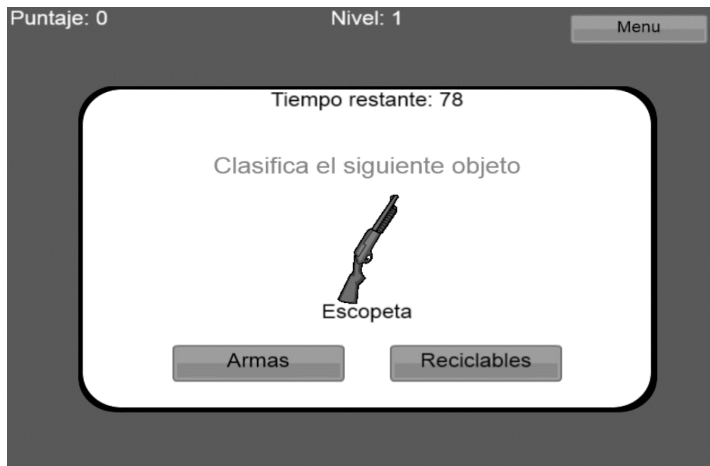 Puntaje: 0
Nivel: 1
Menu
Tiempo restante: 78
Clasifica el siguiente objeto
Escopeta
Armas
Reciclables